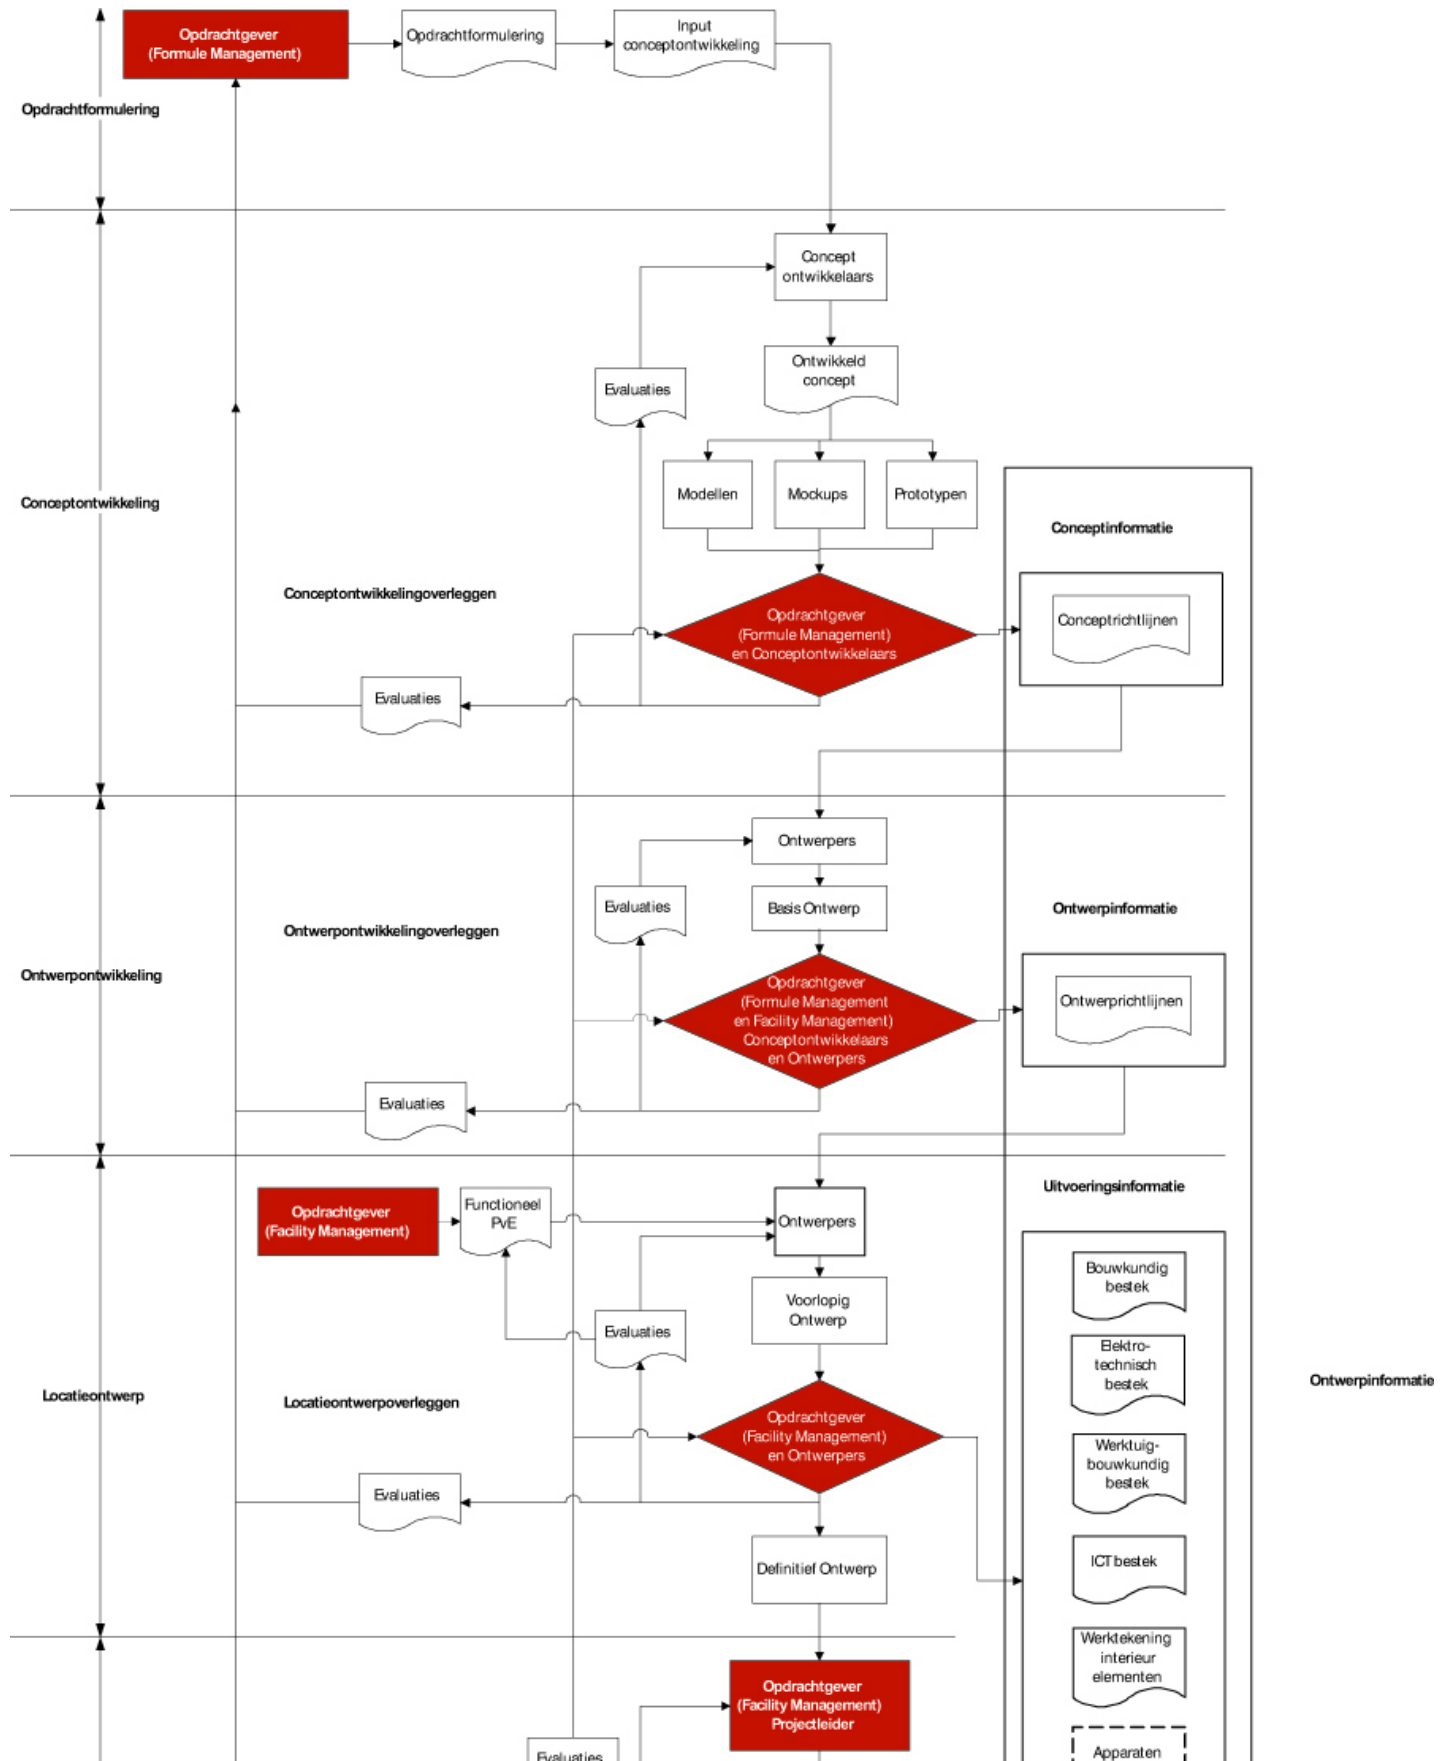 Opdrachtgever
(Formule Management)
Opdrachtformulering
Input
conceptontwikkeling
Opdrachtformulering
Concept
ontwikkelaars
Ontwikkeld
concept
Evaluaties
Modellen
Mockups
Prototypen
Conceptontwikkeling
Conceptinformatie
Conceptontwikkelingoverleggen
Opdrachtgever
(Formule Management)
en Conceptontwikkelaars
Conceptrichtlijnen
Evaluaties
Ontwerpers
Evaluaties
Basis Ontwerp
Ontwerpinformatie
Ontwerpontwikkelingoverleggen
Ontwerpontwikkeling
Opdrachtgever
(Formule Management
en Facility Management)
Conceptontwikkelaars
en Ontwerpers
Ontwerprichtlijnen
Evaluaties
Uitvoeringsinformatie
Opdrachtgever
(Facility Management)
Functioneel
PvE
Ontwerpers
Bouwkundig
bestek
Voorlopig
Ontwerp
Evaluaties
Elektro-
technisch
bestek
Ontwerpinformatie
Locatieontwerp
Locatieontwerpoverleggen
Opdrachtgever
(Facility Management)
en Ontwerpers
Werktuig-
bouwkundig
bestek
Evaluaties
Definitief Ontwerp
ICT bestek
Werktekening
interieur
elementen
Opdrachtgever
(Facility Management)
Projectleider
Evaluaties
Apparaten